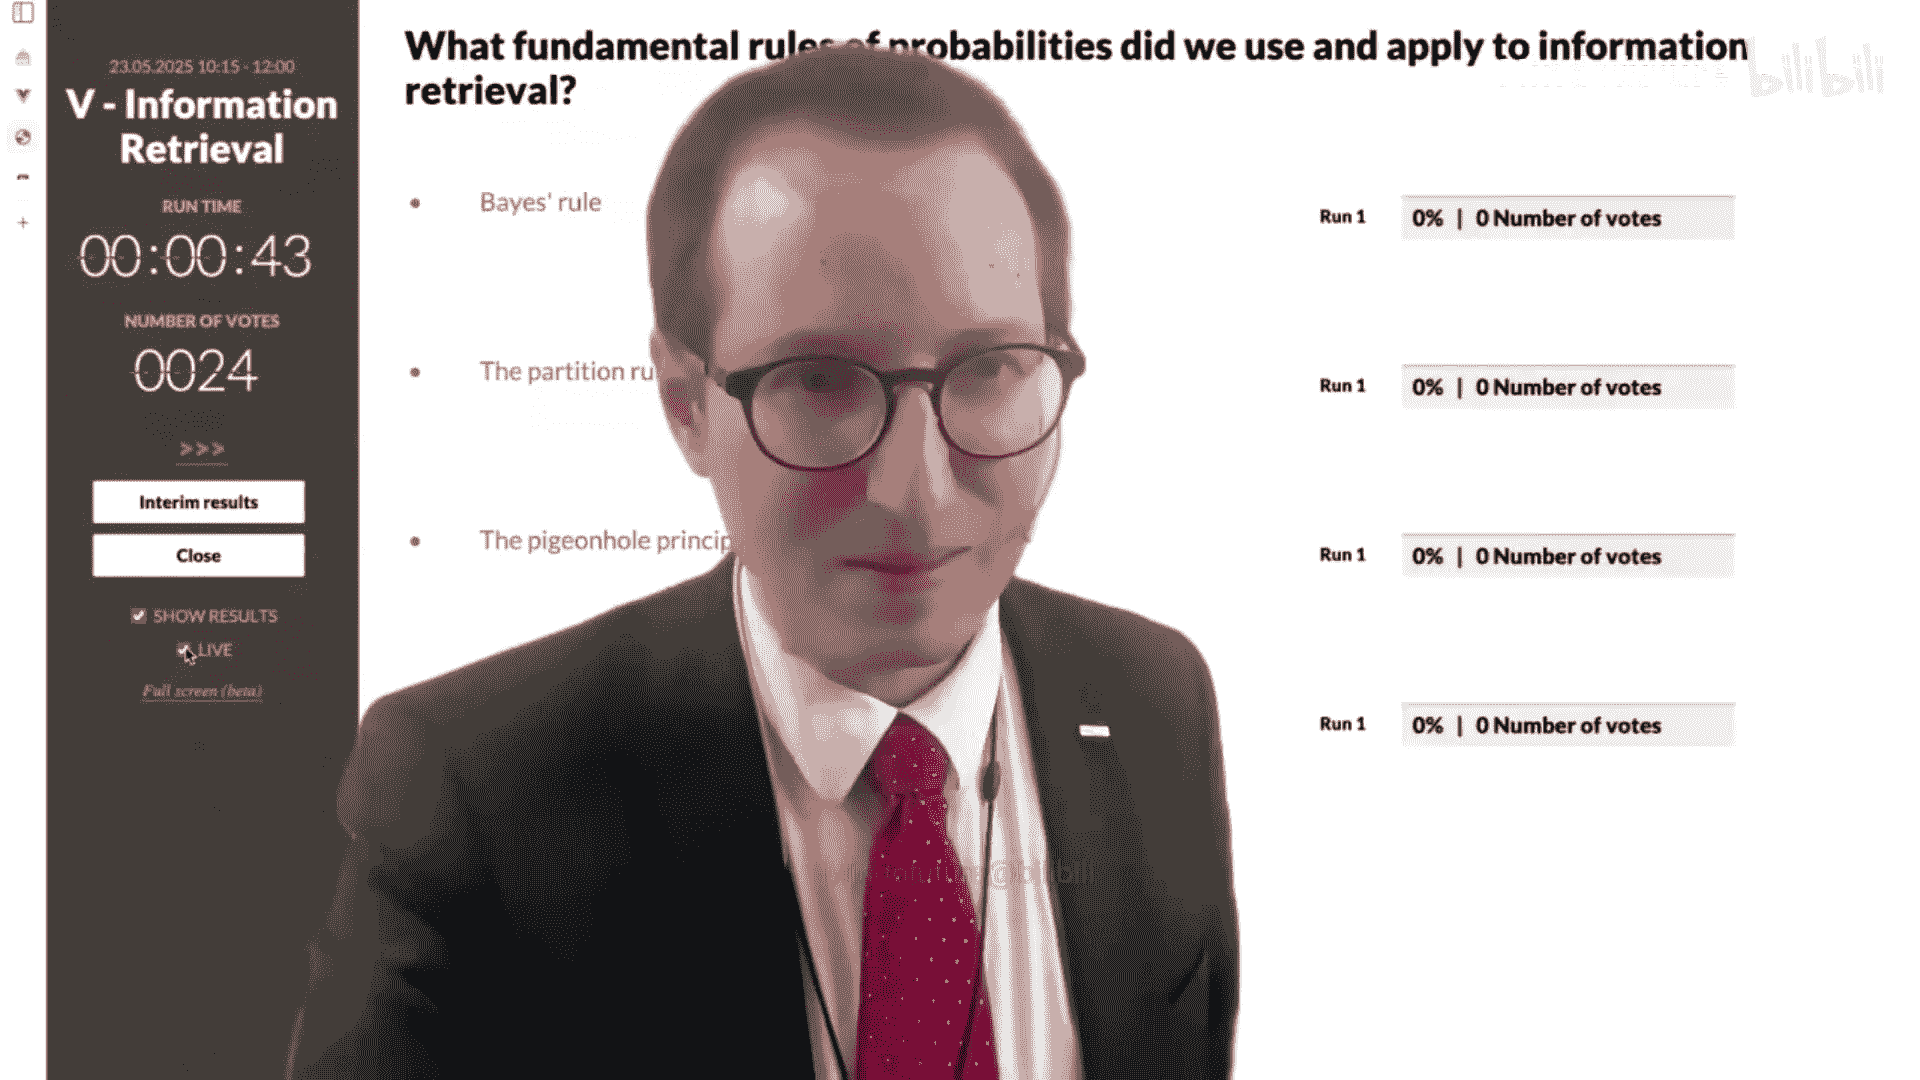 23.05.2025 10:15 - 12:00
V - Information
Retrieval
RUN TIME
00:00:43
NUMBER OF VOTES
0024
>>>
Interim results
Close
SHOW RESULTS
LIVE
Full screen (beta)
What fundamental rules of probabilities did we use and apply to information
retrieval?
bilibili
Bayes' rule
Run 1 0% | 0 Number of votes
The partition
Run 1 0% | 0 Number of votes
The pigeonhole
Run 1 0% | 0 Number of votes
Run 1 0% | 0 Number of votes